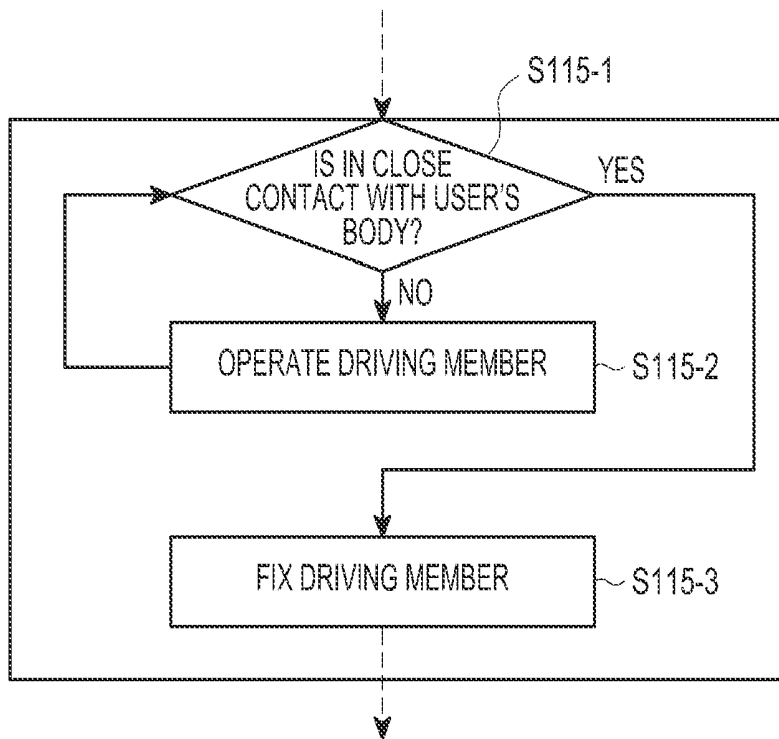 S115-1
IS IN CLOSE
CONTACT WITH USER'S
BODY?
YES
NO
OPERATE DRIVING MEMBER
S115-2
FIX DRIVING MEMBER
S115-3